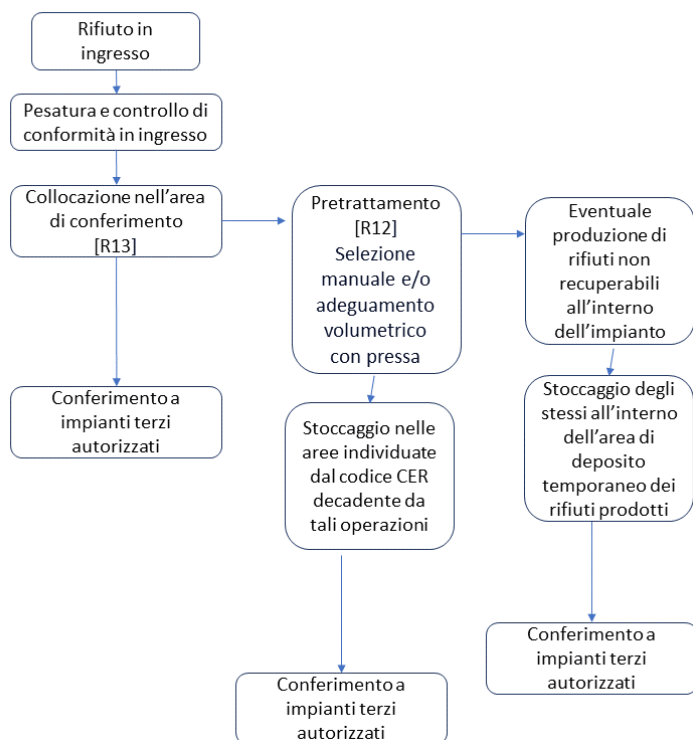 Rifiuto in
ingresso
Pesatura e controllo di
conformità in ingresso
Collocazione nell'area
di conferimento
[R13]
Conferimento a
impianti terzi
autorizzati
Pretrattamento
[R12]
Selezione
manuale e/o
adeguamento
volumetrico
con pressa
Stoccaggio nelle
aree individuate
dal codice CER
decadente da
tali operazioni
Conferimento a
impianti terzi
autorizzati
Eventuale
produzione di
rifiuti non
recuperabili
all'interno
dell'impianto
Stoccaggio degli
stessi all'interno
dell'area di
deposito
temporaneo dei
rifiuti prodotti
Conferimento a
impianti terzi
autorizzati